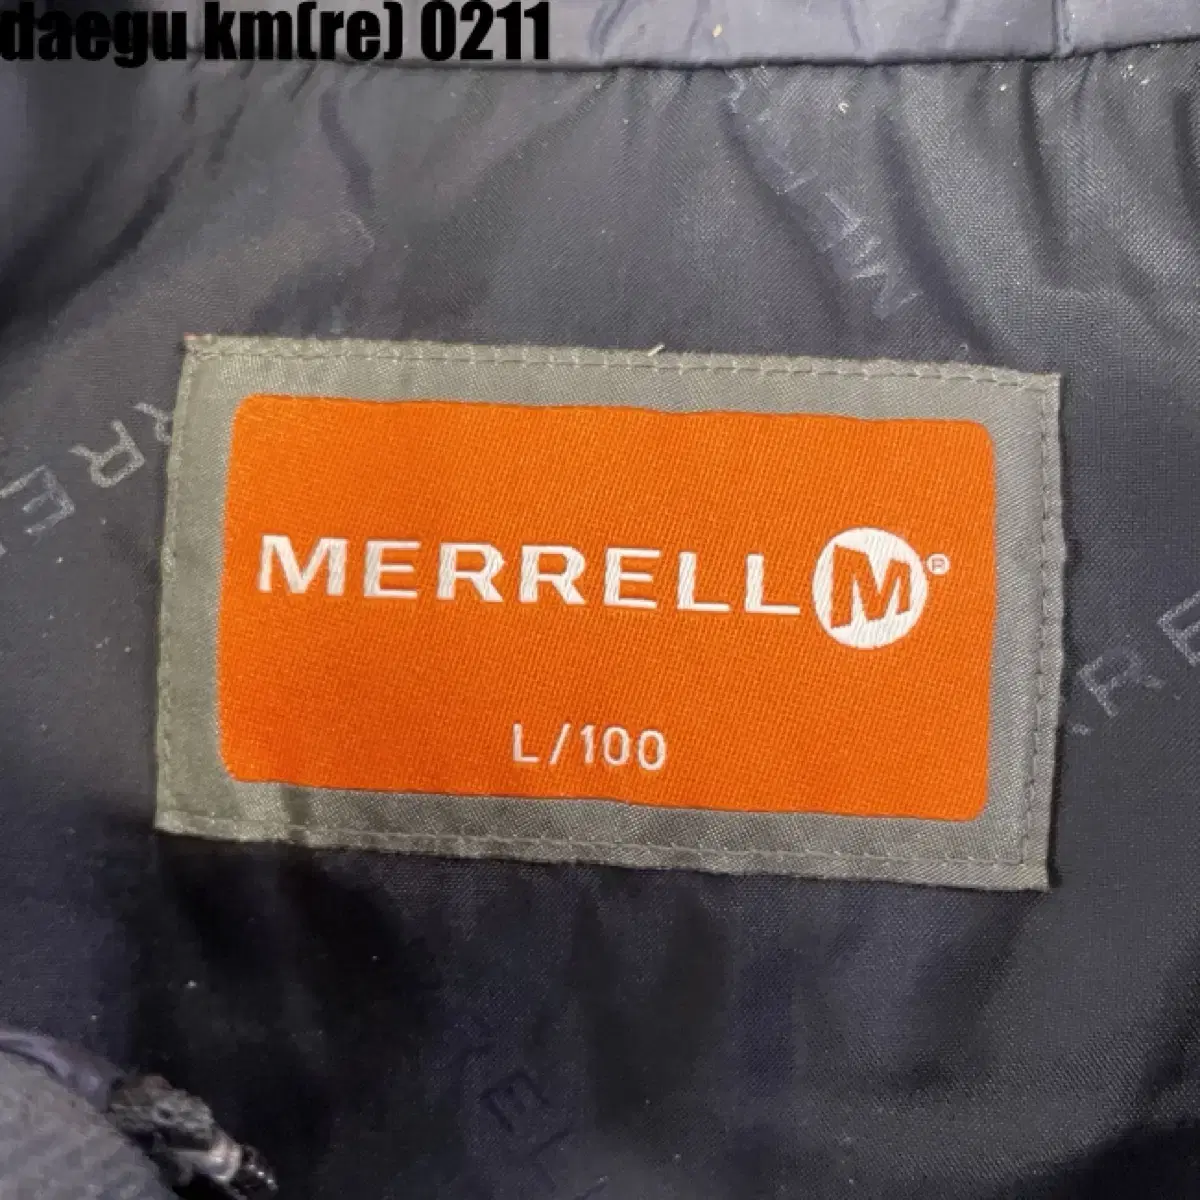 daegu km(re) 0211
MERRELL M®
L/100